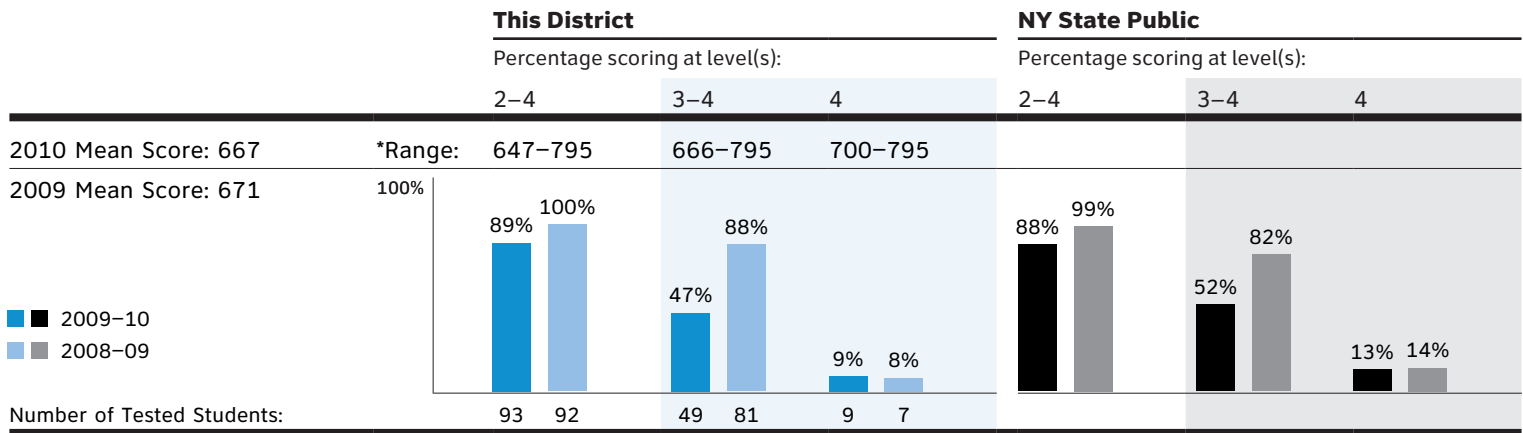 This District NY State Public
Percentage scoring at level(s): Percentage scoring at level(s):
2–4 3–4 4 2–4 3–4 4
2010 Mean Score: 667 *Range: 647–795 666–795 700–795
2009 Mean Score: 671 100%
89% 100% 47% 88% 9% 8% 88% 99% 52% 82% 13% 14%
2009–10
2008–09
Number of Tested Students: 93 92 49 81 9 7